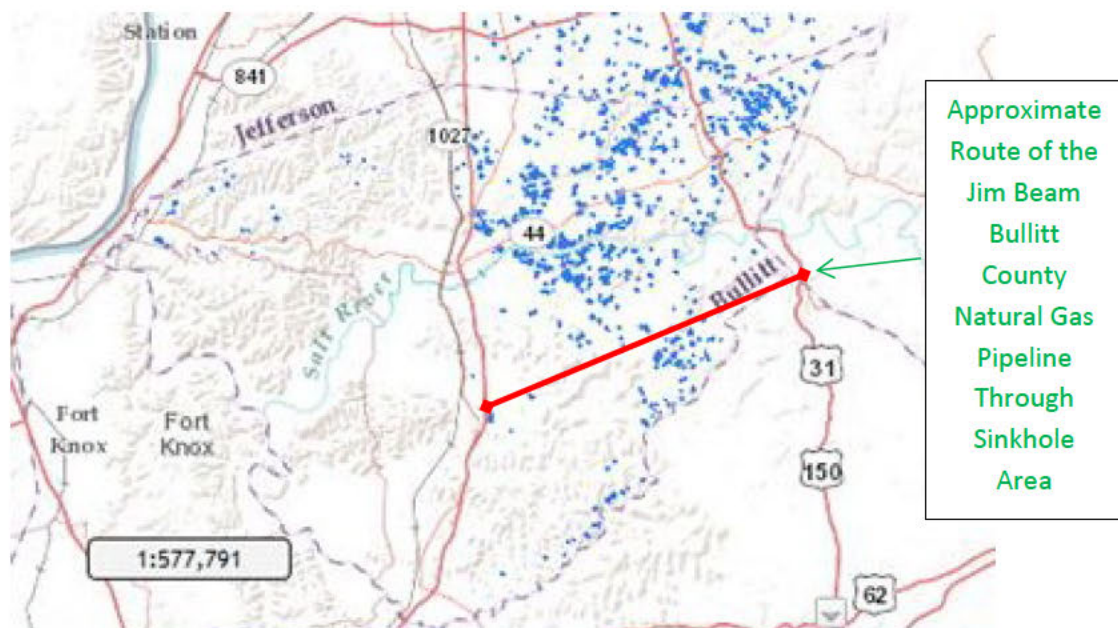 Station
841
Jefferson
1027
44
Salt River
Bullitt
31
150
62
Fort
Knox
Fort
Knox
1:577,791
Approximate
Route of the
Jim Beam
Bullitt
County
Natural Gas
Pipeline
Through
Sinkhole
Area